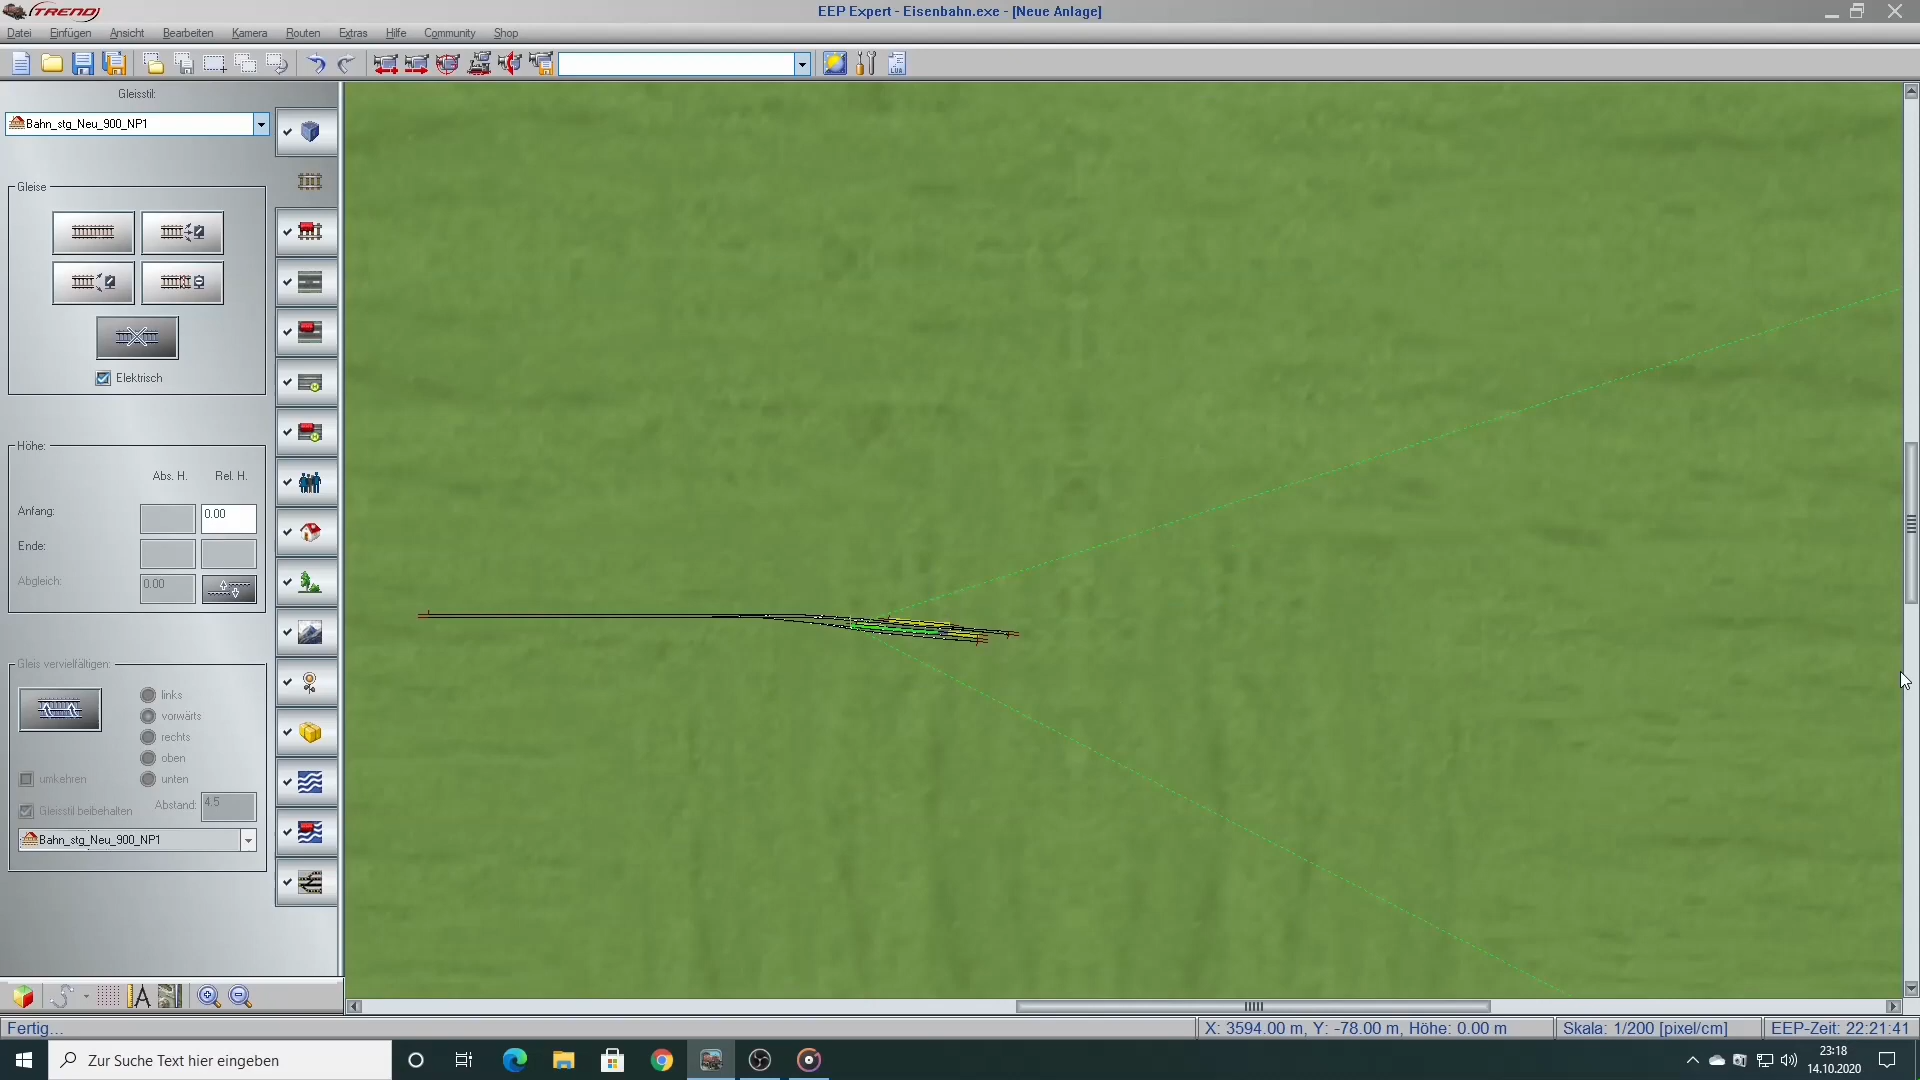 TREND
EEP Expert - Eisenbahn.exe - [Neue Anlage]
Datei Einfügen Ansicht Bearbeiten Kamera Routen Extras Hilfe Community Shop
LUA
Gleisstil:
Bahn_stg_Neu_900_NP1
Gleise
Elektrisch
Höhe:
Abs. H. Rel. H.
Anfang: 0.00
Ende:
Abgleich: 0.00
Gleis vervielfältigen:
links
vorwärts
rechts
oben
umkehren unten
Abstand: 4.5
Gleisstil beibehalten
Bahn_stg_Neu_900_NP1
Fertig...
X: 3594.00 m, Y: -78.00 m, Höhe: 0.00 m
Skala: 1/200 [pixel/cm]
EEP-Zeit: 22:21:41
Zur Suche Text hier eingeben
23:18
14.10.2020